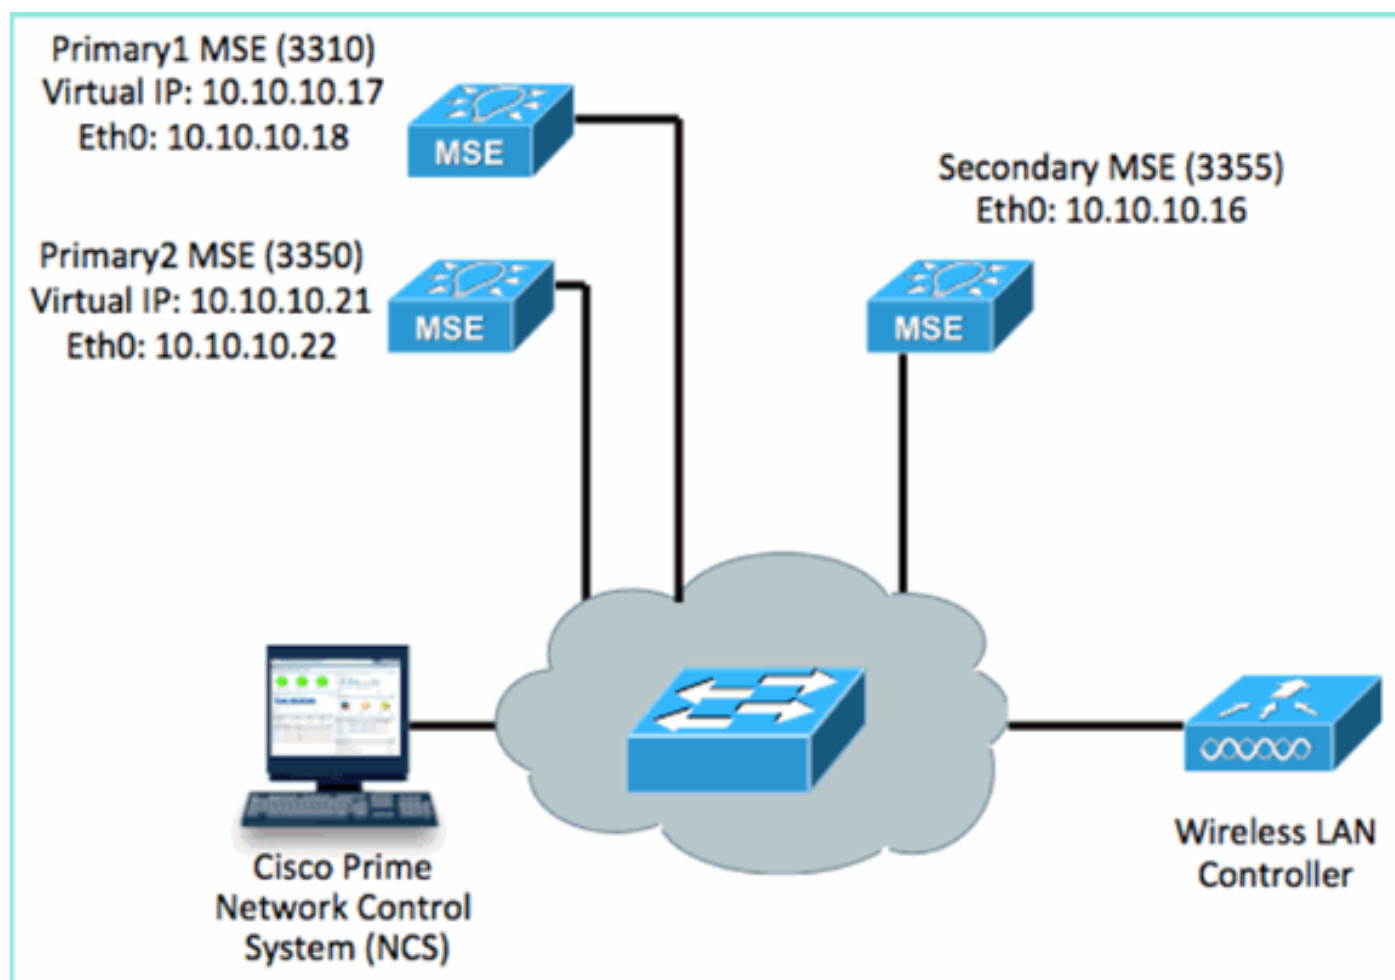 Primary1 MSE (3310)
Virtual IP: 10.10.10.17
Eth0: 10.10.10.18
MSE
Secondary MSE (3355)
Eth0: 10.10.10.16
Primary2 MSE (3350)
Virtual IP: 10.10.10.21
Eth0: 10.10.10.22
MSE
MSE
Cisco Prime
Network Control
System (NCS)
Wireless LAN
Controller